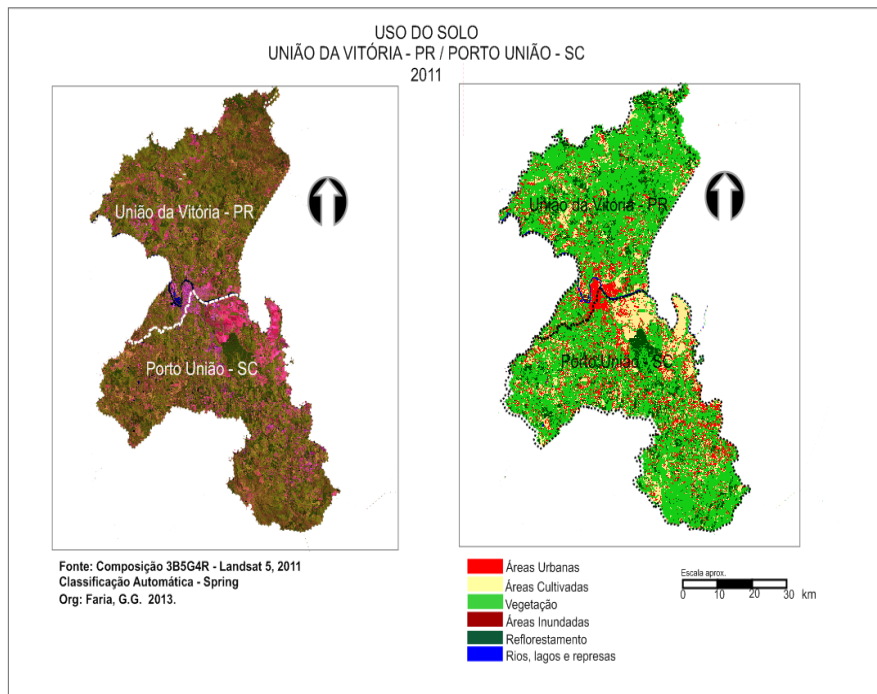 USO DO SOLO
UNIÃO DA VITÓRIA - PR / PORTO UNIÃO - SC
2011
União da Vitória - PR
Porto União - SC
União da Vitória - PR
Porto União - SC
Fonte: Composição 3B5G4R - Landsat 5, 2011
Classificação Automática - Spring
Org: Faria, G.G. 2013.
Áreas Urbanas
Áreas Cultivadas
Vegetação
Áreas Inundadas
Reflorestamento
Rios, lagos e represas
Escala aprox.
0 10 20 30 km